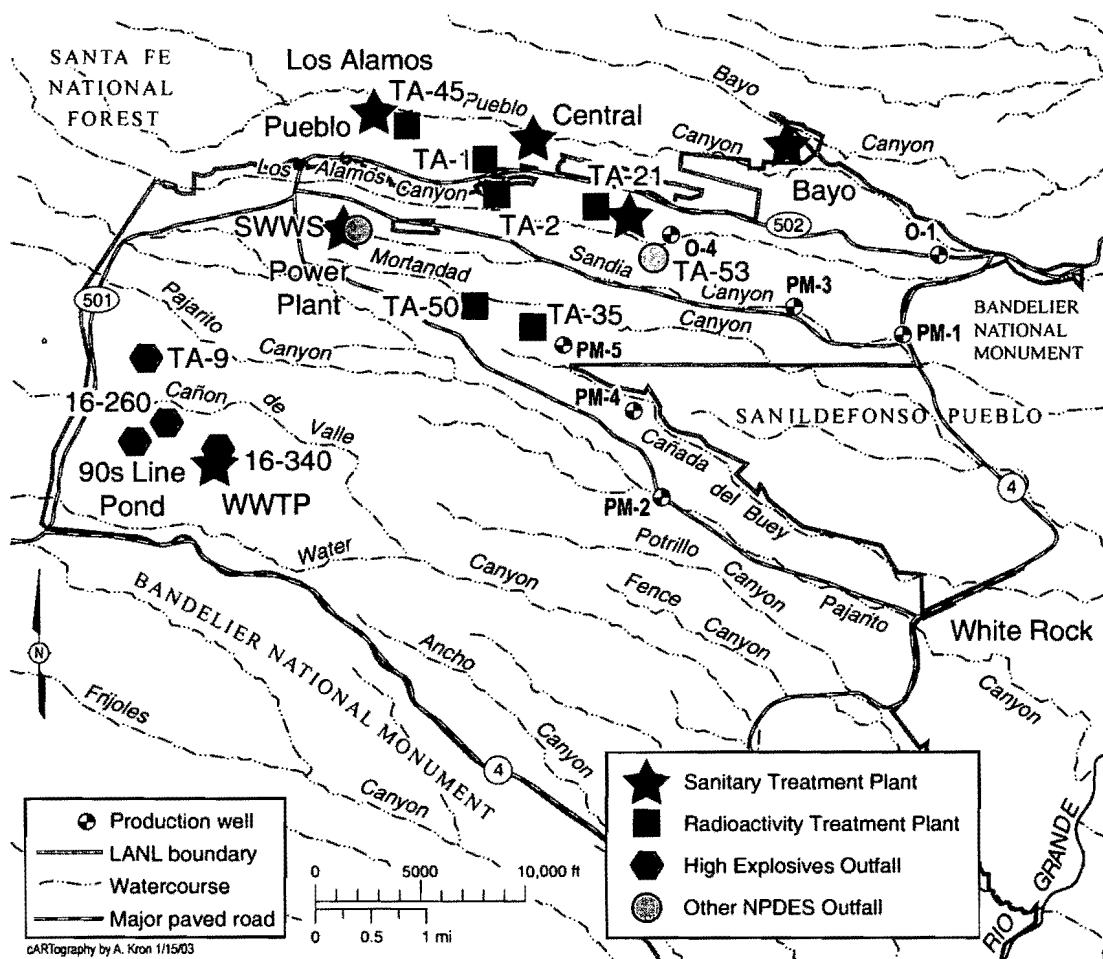 SANTA FE
NATIONAL
FOREST
Los Alamos
TA-45
Pueblo
Pueblo
Central
Bayo
Canyon
Canyon
Bayo
TA-1
Los Alamos
Canyon
TA-21
TA-2
502
O-1
SWWS
Power
Plant
Mortandad
Sandia
O-4
TA-53
Canyon
PM-3
501
Pajarito
TA-50
TA-35
Canyon
PM-5
PM-1
BANDELIER
NATIONAL
MONUMENT
TA-9
Canyon
16-260
Cañon
de
Valle
PM-4
SANILDEFONSO PUEBLO
16-340
90s Line
Pond
WWTP
Cañada
del Buey
PM-2
4
Water
Canyon
Potrillo
Canyon
Fence
Canyon
Pajarito
White Rock
Canyon
BANDELIER NATIONAL MONUMENT
Ancho
Canyon
N
Frijoles
Canyon
4
RIO GRANDE
Production well
LANL boundary
Watercourse
Major paved road
0 5000 10,000 ft
0 0.5 1 mi
Sanitary Treatment Plant
Radioactivity Treatment Plant
High Explosives Outfall
Other NPDES Outfall
cARTography by A. Kron 1/15/03